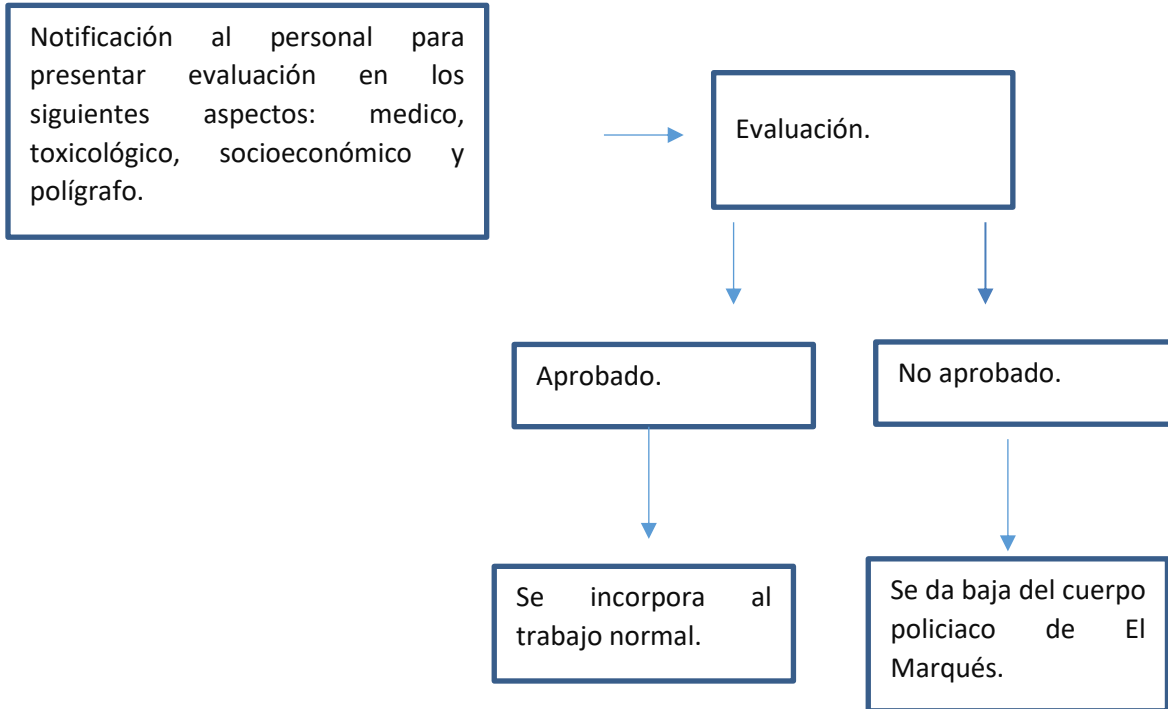 Notificación al personal para
presentar evaluación en los
siguientes aspectos: medico,
toxicológico, socioeconómico y
polígrafo.
Evaluación.
Aprobado.
No aprobado.
Se incorpora al
trabajo normal.
Se da baja del cuerpo
policiaco de El
Marqués.